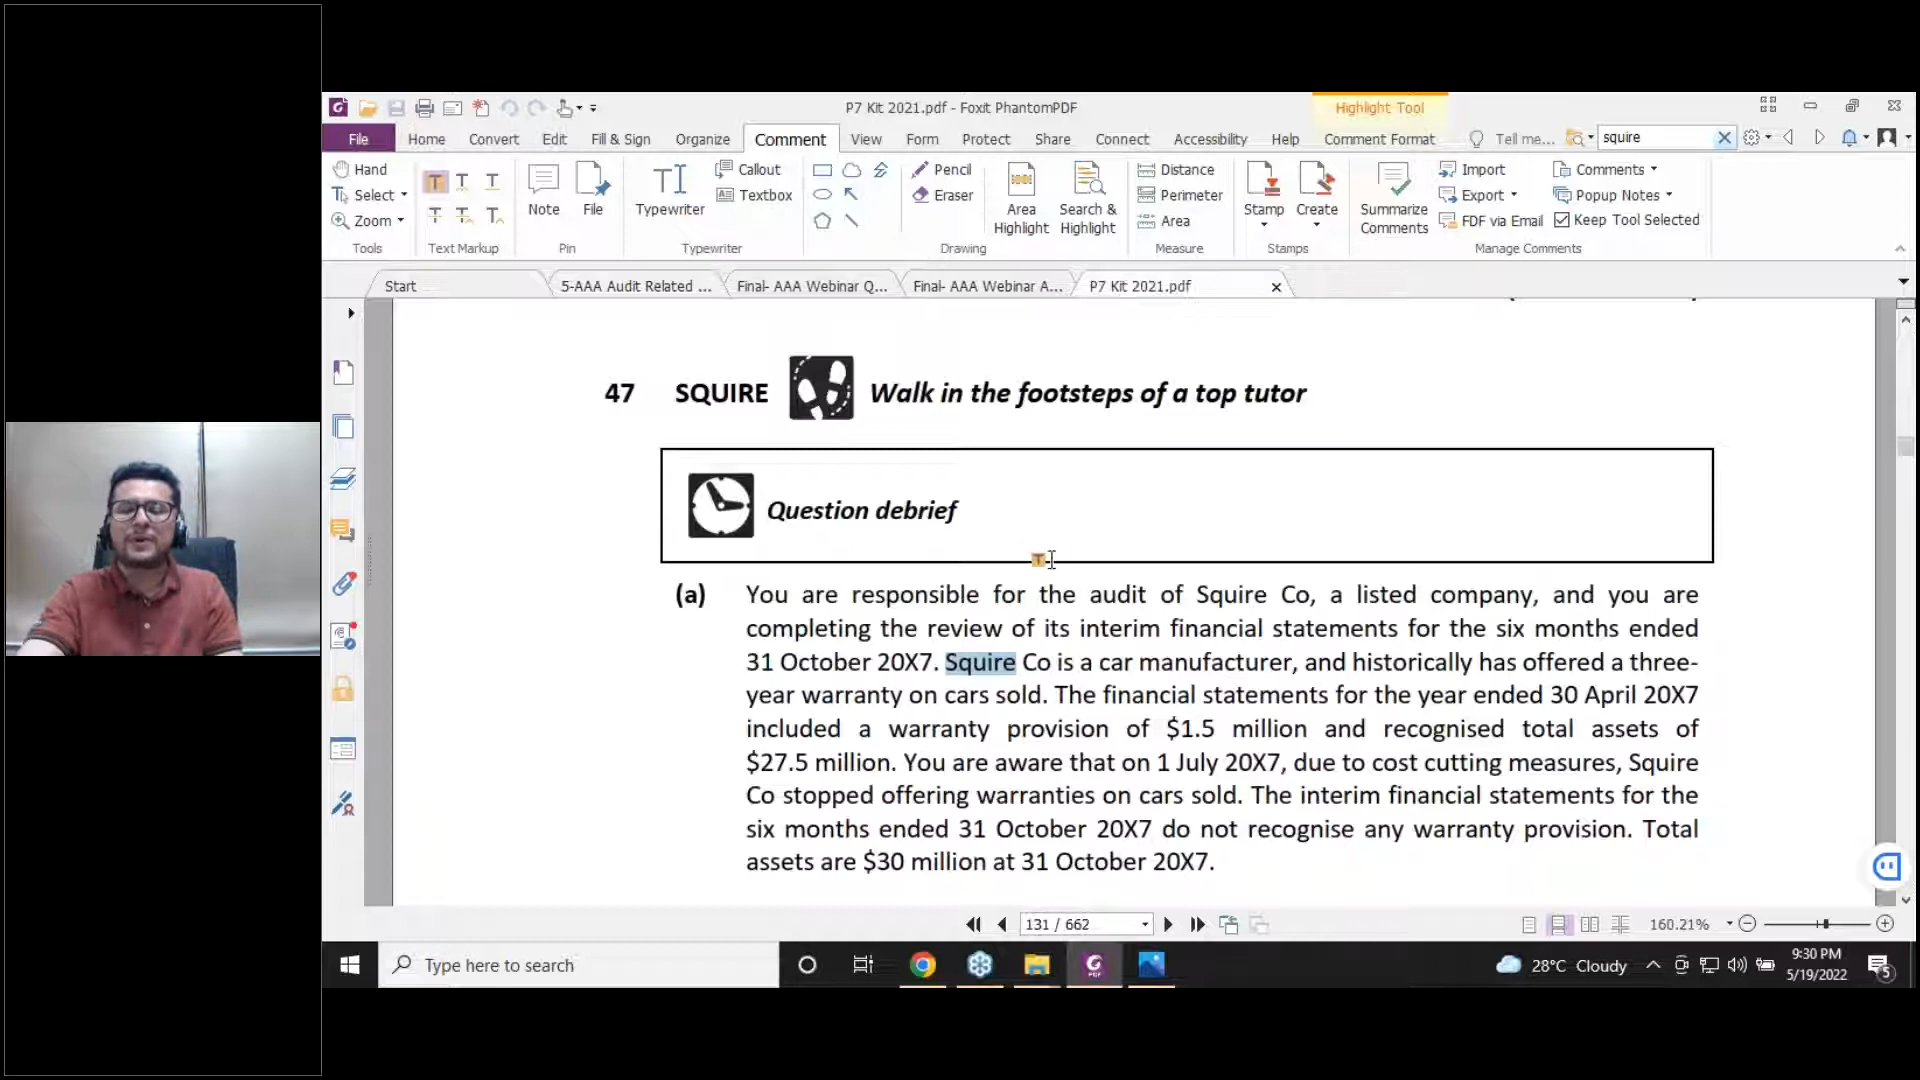 P7 Kit 2021.pdf - Foxit PhantomPDF
Highlight Tool
File Home Convert Edit Fill & Sign Organize Comment View Form Protect Share Connect Accessibility Help Comment Format Tell me... squire
Hand
Select
Zoom
Tools
Text Markup
Note
File
Pin
Typewriter
Callout
Textbox
Typewriter
Pencil
Eraser
Area Highlight
Search & Highlight
Drawing
Distance
Perimeter
Area
Measure
Stamp
Create
Stamps
Summarize Comments
Import
Export
FDF via Email
Comments
Popup Notes
Keep Tool Selected
Manage Comments
Start 5-AAA Audit Related ... Final- AAA Webinar Q... Final- AAA Webinar A... P7 Kit 2021.pdf
47 SQUIRE Walk in the footsteps of a top tutor
Question debrief
(a) You are responsible for the audit of Squire Co, a listed company, and you are
completing the review of its interim financial statements for the six months ended
31 October 20X7. Squire Co is a car manufacturer, and historically has offered a three-
year warranty on cars sold. The financial statements for the year ended 30 April 20X7
included a warranty provision of $1.5 million and recognised total assets of
$27.5 million. You are aware that on 1 July 20X7, due to cost cutting measures, Squire
Co stopped offering warranties on cars sold. The interim financial statements for the
six months ended 31 October 20X7 do not recognise any warranty provision. Total
assets are $30 million at 31 October 20X7.
131 / 662
160.21%
Type here to search
28°C Cloudy
9:30 PM
5/19/2022
5